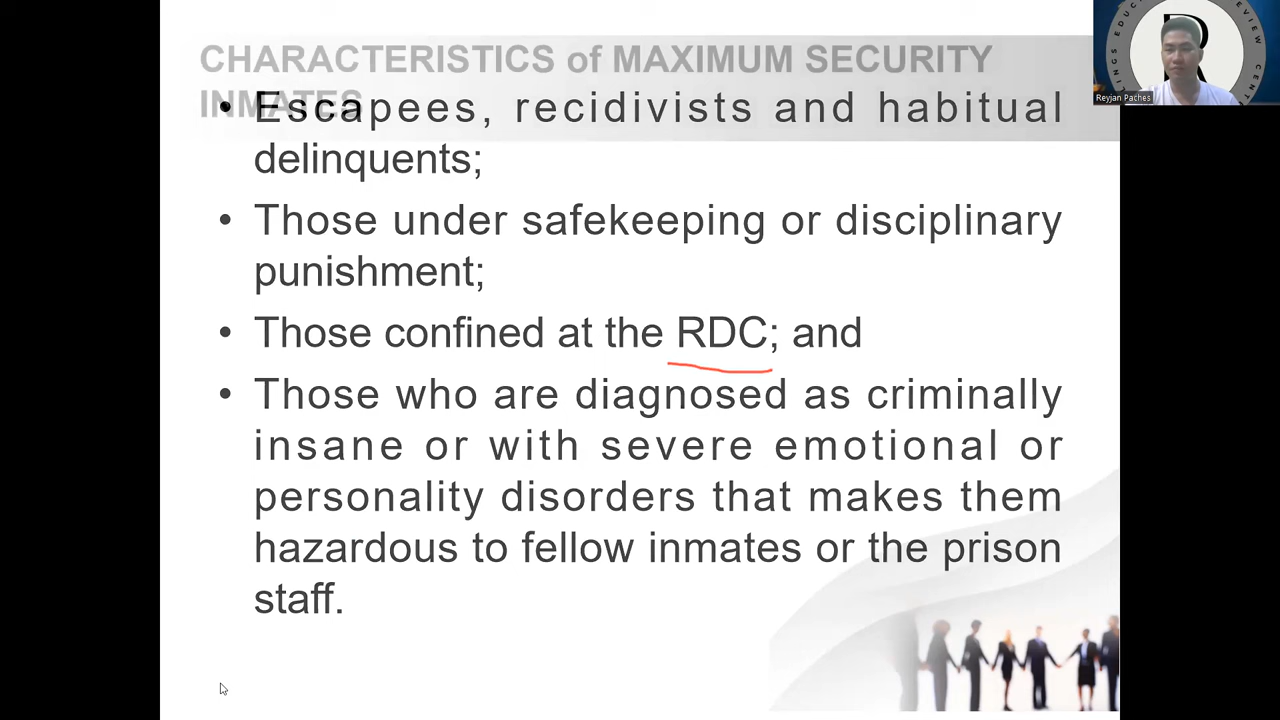 CHARACTERISTICS of MAXIMUM SECURITY
INMATES
• Escapees, recidivists and habitual
delinquents;
• Those under safekeeping or disciplinary
punishment;
• Those confined at the RDC; and
• Those who are diagnosed as criminally
insane or with severe emotional or
personality disorders that makes them
hazardous to fellow inmates or the prison
staff.
Reyjan Paches